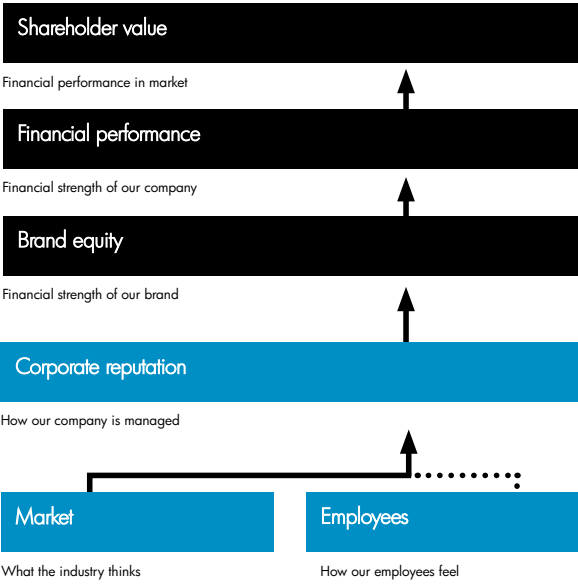 Shareholder value
Financial performance in market
Financial performance
Financial strength of our company
Brand equity
Financial strength of our brand
Corporate reputation
How our company is managed
Market
Employees
What the industry thinks
How our employees feel